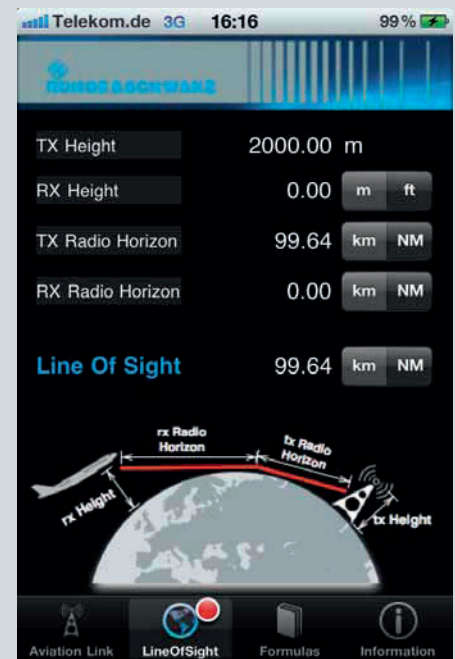 Telekom.de 3G 16:16 99%
ROHDE & SCHWARZ
TX Height 2000.00 m
RX Height 0.00 m ft
TX Radio Horizon 99.64 km NM
RX Radio Horizon 0.00 km NM
Line Of Sight 99.64 km NM
rx Radio
Horizon
tx Radio
Horizon
rx Height
tx Height
Aviation Link LineOfSight Formulas Information